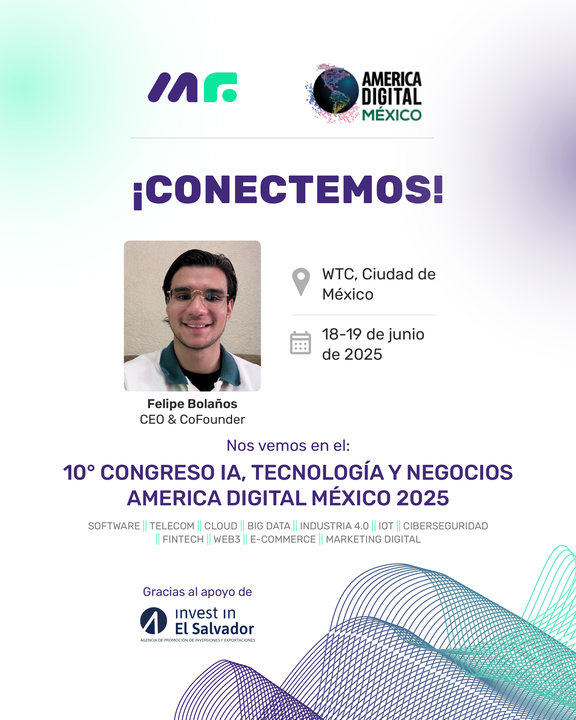 AMERICA
DIGITAL
MÉXICO
¡CONECTEMOS!
WTC, Ciudad de
México
18-19 de junio
de 2025
Felipe Bolaños
CEO & CoFounder
Nos vemos en el:
10° CONGRESO IA, TECNOLOGÍA Y NEGOCIOS
AMERICA DIGITAL MÉXICO 2025
SOFTWARE || TELECOM || CLOUD || BIG DATA || INDUSTRIA 4.0 || IOT || CIBERSEGURIDAD
|| FINTECH || WEB3 || E-COMMERCE || MARKETING DIGITAL
Gracias al apoyo de
invest in
El Salvador
AGENCIA DE PROMOCIÓN DE INVERSIONES Y EXPORTACIONES